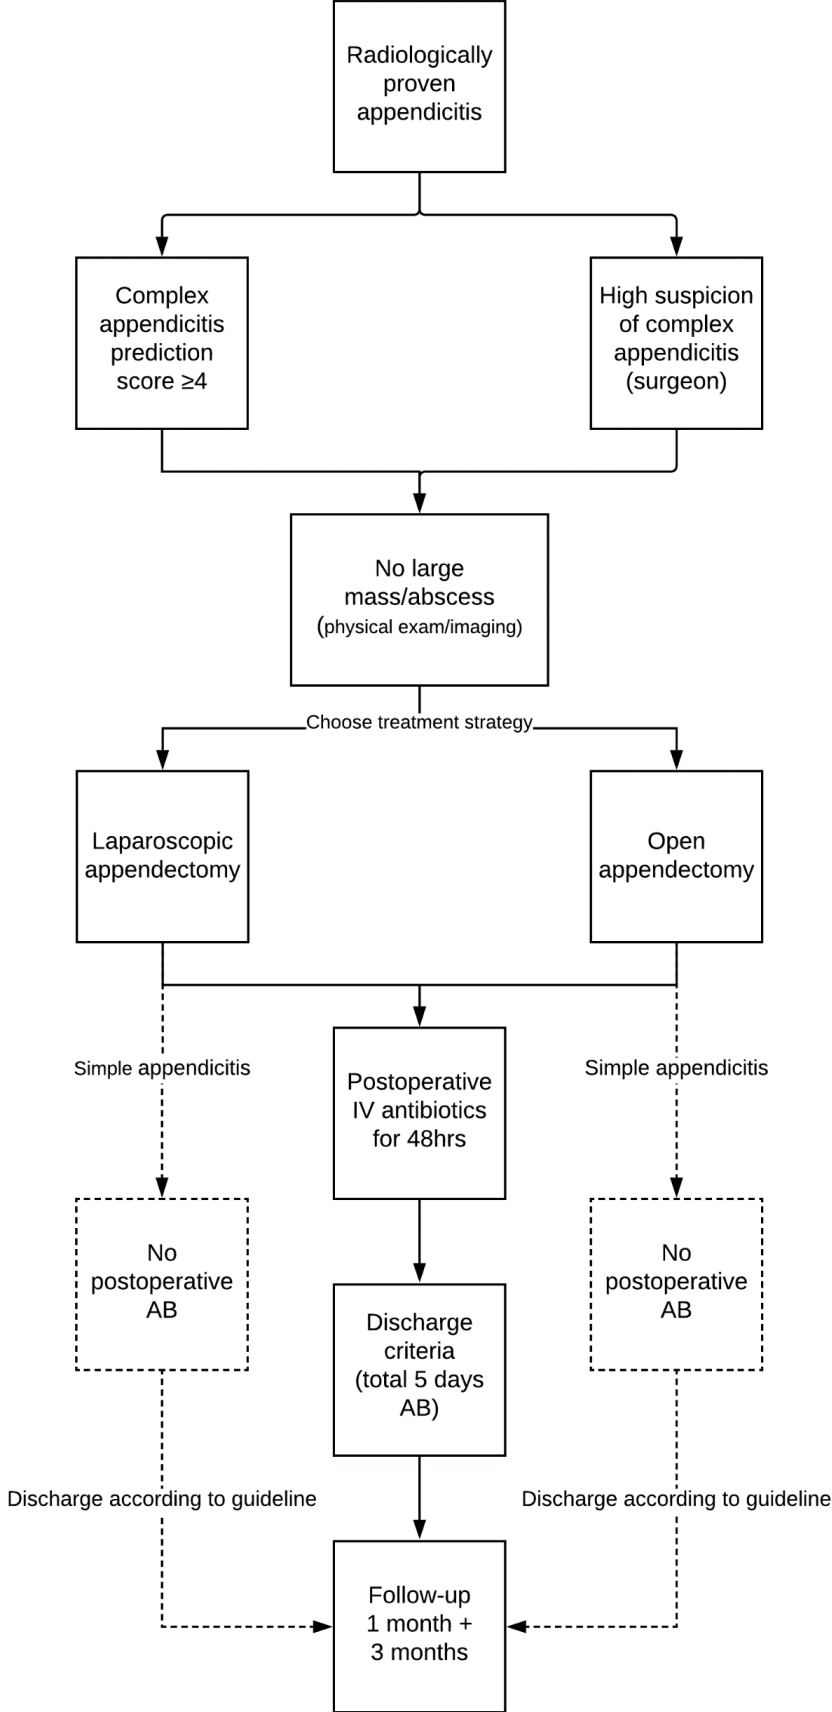 Radiologically
proven
appendicitis
Complex
appendicitis
prediction
score ≥4
High suspicion
of complex
appendicitis
(surgeon)
No large
mass/abscess
(physical exam/imaging)
Choose treatment strategy
Laparoscopic
appendectomy
Open
appendectomy
Simple appendicitis
Postoperative
IV antibiotics
for 48hrs
Simple appendicitis
No
postoperative
AB
Discharge
criteria
(total 5 days
AB)
No
postoperative
AB
Discharge according to guideline
Discharge according to guideline
Follow-up
1 month +
3 months